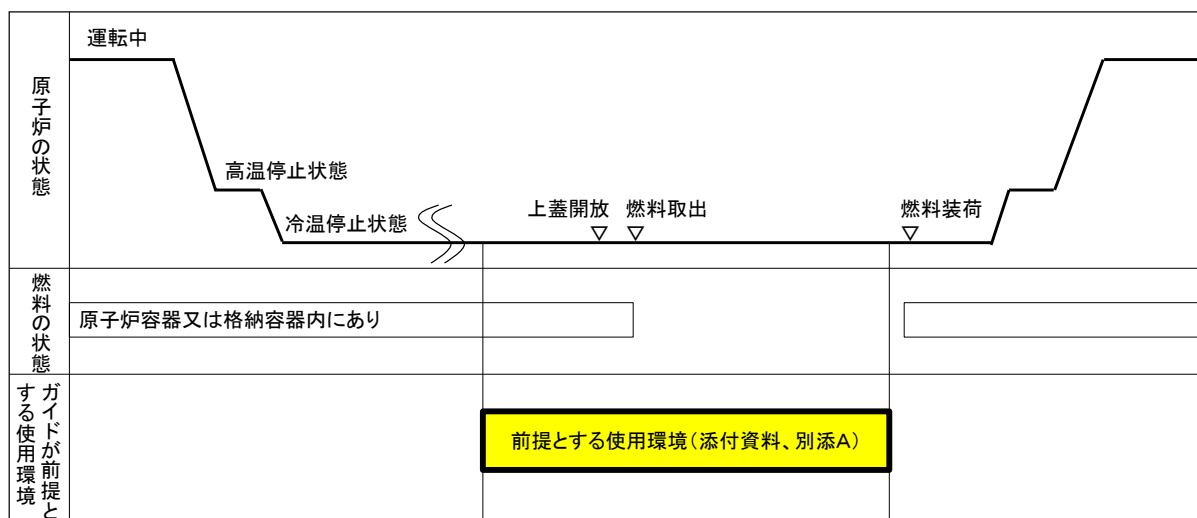 原子炉の状態
運転中
高温停止状態
冷温停止状態
上蓋開放
燃料取出
燃料装荷
燃料の状態
原子炉容器又は格納容器内にあり
ガイドが前提と
する使用環境
前提とする使用環境(添付資料、別添A)